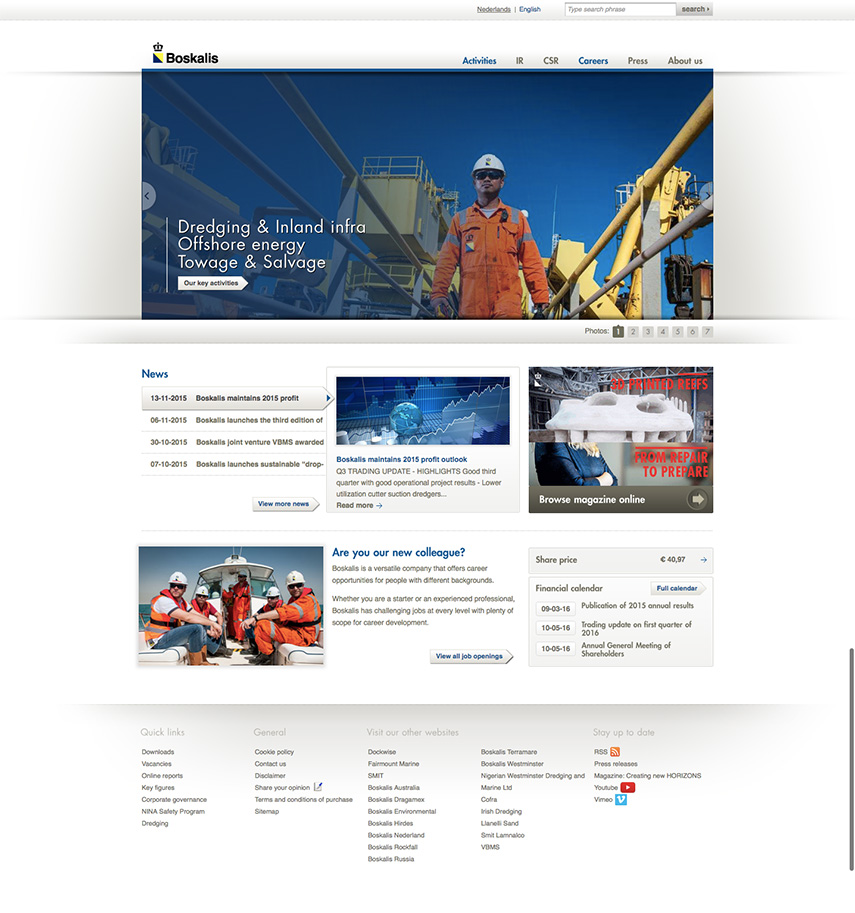 Nederlands | English
Type search phrase
search ›
Boskalis
Activities IR CSR Careers Press About us
Dredging & Inland infra
Offshore energy
Towage & Salvage
Our key activities
Photos: 1 2 3 4 5 6 7
News
13-11-2015 Boskalis maintains 2015 profit
06-11-2015 Boskalis launches the third edition of
30-10-2015 Boskalis joint venture VBMS awarded
07-10-2015 Boskalis launches sustainable “drop-
View more news
Boskalis maintains 2015 profit outlook
Q3 TRADING UPDATE - HIGHLIGHTS Good third
quarter with good operational project results - Lower
utilization cutter suction dredgers...
Read more →
3D PRINTED REEFS
FROM REPAIR
TO PREPARE
Browse magazine online
Are you our new colleague?
Boskalis is a versatile company that offers career
opportunities for people with different backgrounds.
Whether you are a starter or an experienced professional,
Boskalis has challenging jobs at every level with plenty of
scope for career development.
View all job openings
Share price € 40,97 →
Financial calendar
Full calendar
09-03-16 Publication of 2015 annual results
10-05-16 Trading update on first quarter of
2016
10-05-16 Annual General Meeting of
Shareholders
Quick links
Downloads
Vacancies
Online reports
Key figures
Corporate governance
NINA Safety Program
Dredging
General
Cookie policy
Contact us
Disclaimer
Share your opinion
Terms and conditions of purchase
Sitemap
Visit our other websites
Dockwise
Fairmount Marine
SMIT
Boskalis Australia
Boskalis Dragamex
Boskalis Environmental
Boskalis Hirdes
Boskalis Nederland
Boskalis Rockfall
Boskalis Russia
Boskalis Terramare
Boskalis Westminster
Nigerian Westminster Dredging and
Marine Ltd
Cofra
Irish Dredging
Llanelli Sand
Smit Lamnalco
VBMS
Stay up to date
RSS
Press releases
Magazine: Creating new HORIZONS
Youtube
Vimeo